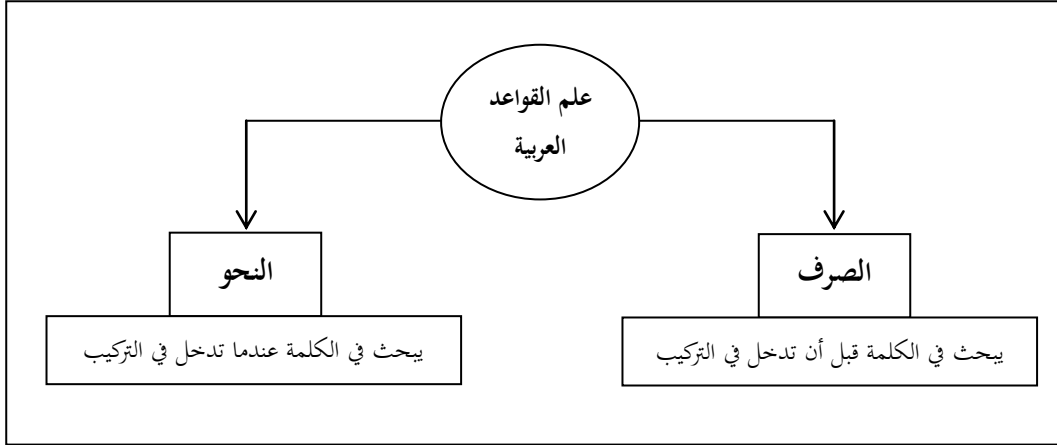 علم القواعد
العربية
الصرف
النحو
يبحث في الكلمة قبل أن تدخل في التركيب
يبحث في الكلمة عندما تدخل في التركيب